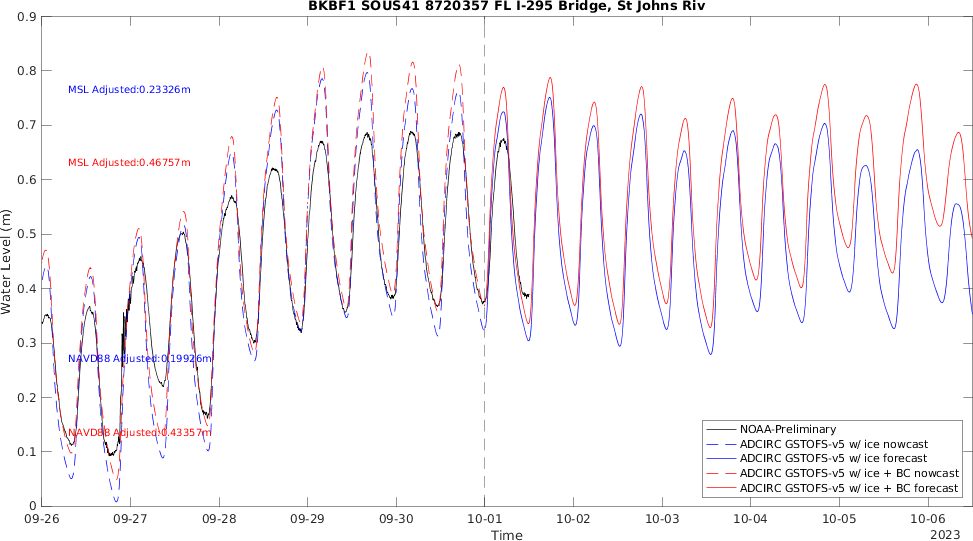 BKBF1 SOUS41 8720357 FL I-295 Bridge, St Johns Riv
Water Level (m)
0.9
0.8
0.7
0.6
0.5
0.4
0.3
0.2
0.1
0
MSL Adjusted:0.23326m
MSL Adjusted:0.46757m
NAVD88 Adjusted:0.19926m
NAVD88 Adjusted:0.43357m
NOAA-Preliminary
ADCIRC GSTOFS-v5 w/ ice nowcast
ADCIRC GSTOFS-v5 w/ ice forecast
ADCIRC GSTOFS-v5 w/ ice + BC nowcast
ADCIRC GSTOFS-v5 w/ ice + BC forecast
09-26 09-27 09-28 09-29 09-30 10-01 10-02 10-03 10-04 10-05 10-06
Time
2023